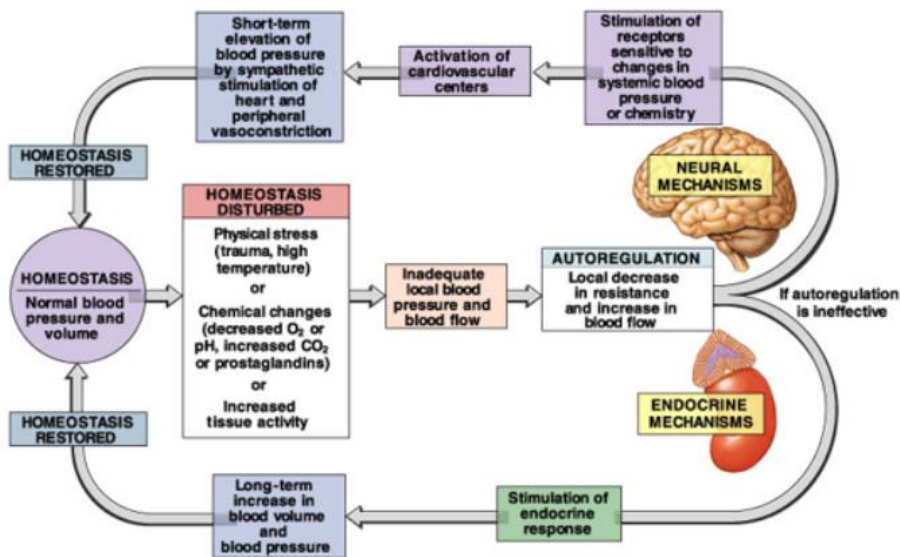 Short-term
elevation of
blood pressure
by sympathetic
stimulation of
heart and
peripheral
vasoconstriction
Activation of
cardiovascular
centers
Stimulation of
receptors
sensitive to
changes in
systemic blood
pressure
or chemistry
HOMEOSTASIS
RESTORED
NEURAL
MECHANISMS
HOMEOSTASIS
Normal blood
pressure and
volume
HOMEOSTASIS
DISTURBED
Physical stress
(trauma, high
temperature)
or
Chemical changes
(decreased O₂ or
pH, increased CO₂
or prostaglandins)
or
Increased
tissue activity
Inadequate
local blood
pressure and
blood flow
AUTOREGULATION
Local decrease
in resistance
and increase in
blood flow
If autoregulation
is ineffective
HOMEOSTASIS
RESTORED
ENDOCRINE
MECHANISMS
Long-term
increase in
blood volume
and
blood pressure
Stimulation of
endocrine
response